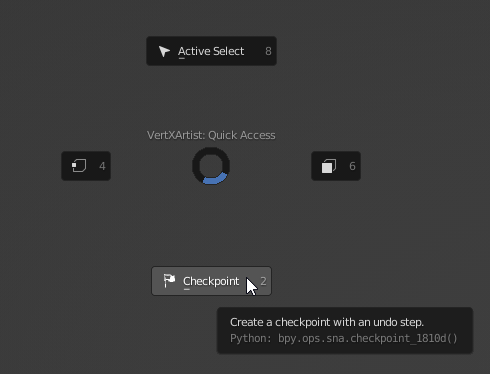 Active Select 8
VertXArtist: Quick Access
4
6
Checkpoint 2
Create a checkpoint with an undo step.
Python: bpy.ops.sna.checkpoint_1810d()